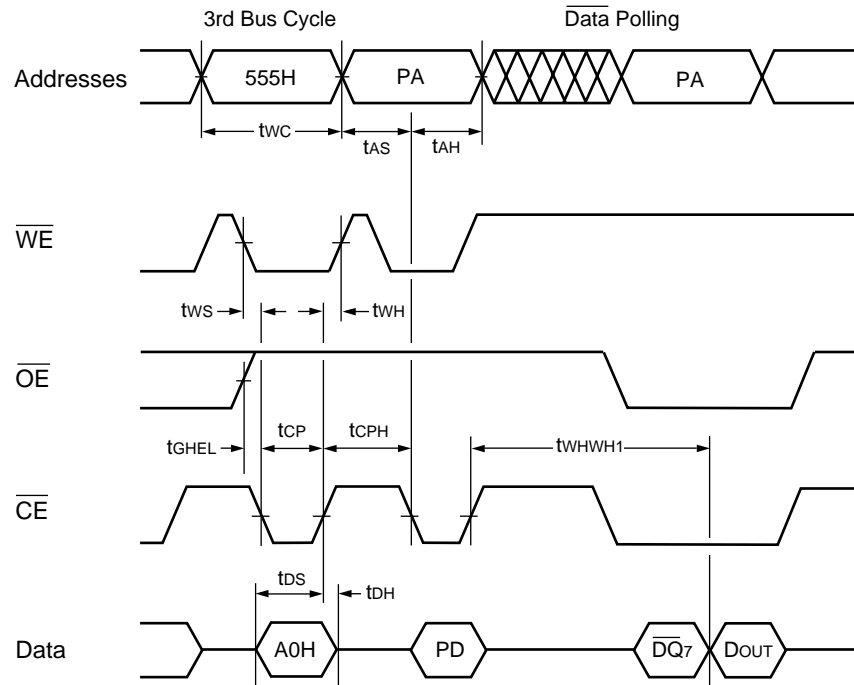 3rd Bus Cycle Data Polling
Addresses 555H PA PA
tWC tAS tAH
WE
tWS tWH
OE
tGHEL tCP tCPH tWHWH1
CE
tDS tDH
Data A0H PD DQ7 DOUT